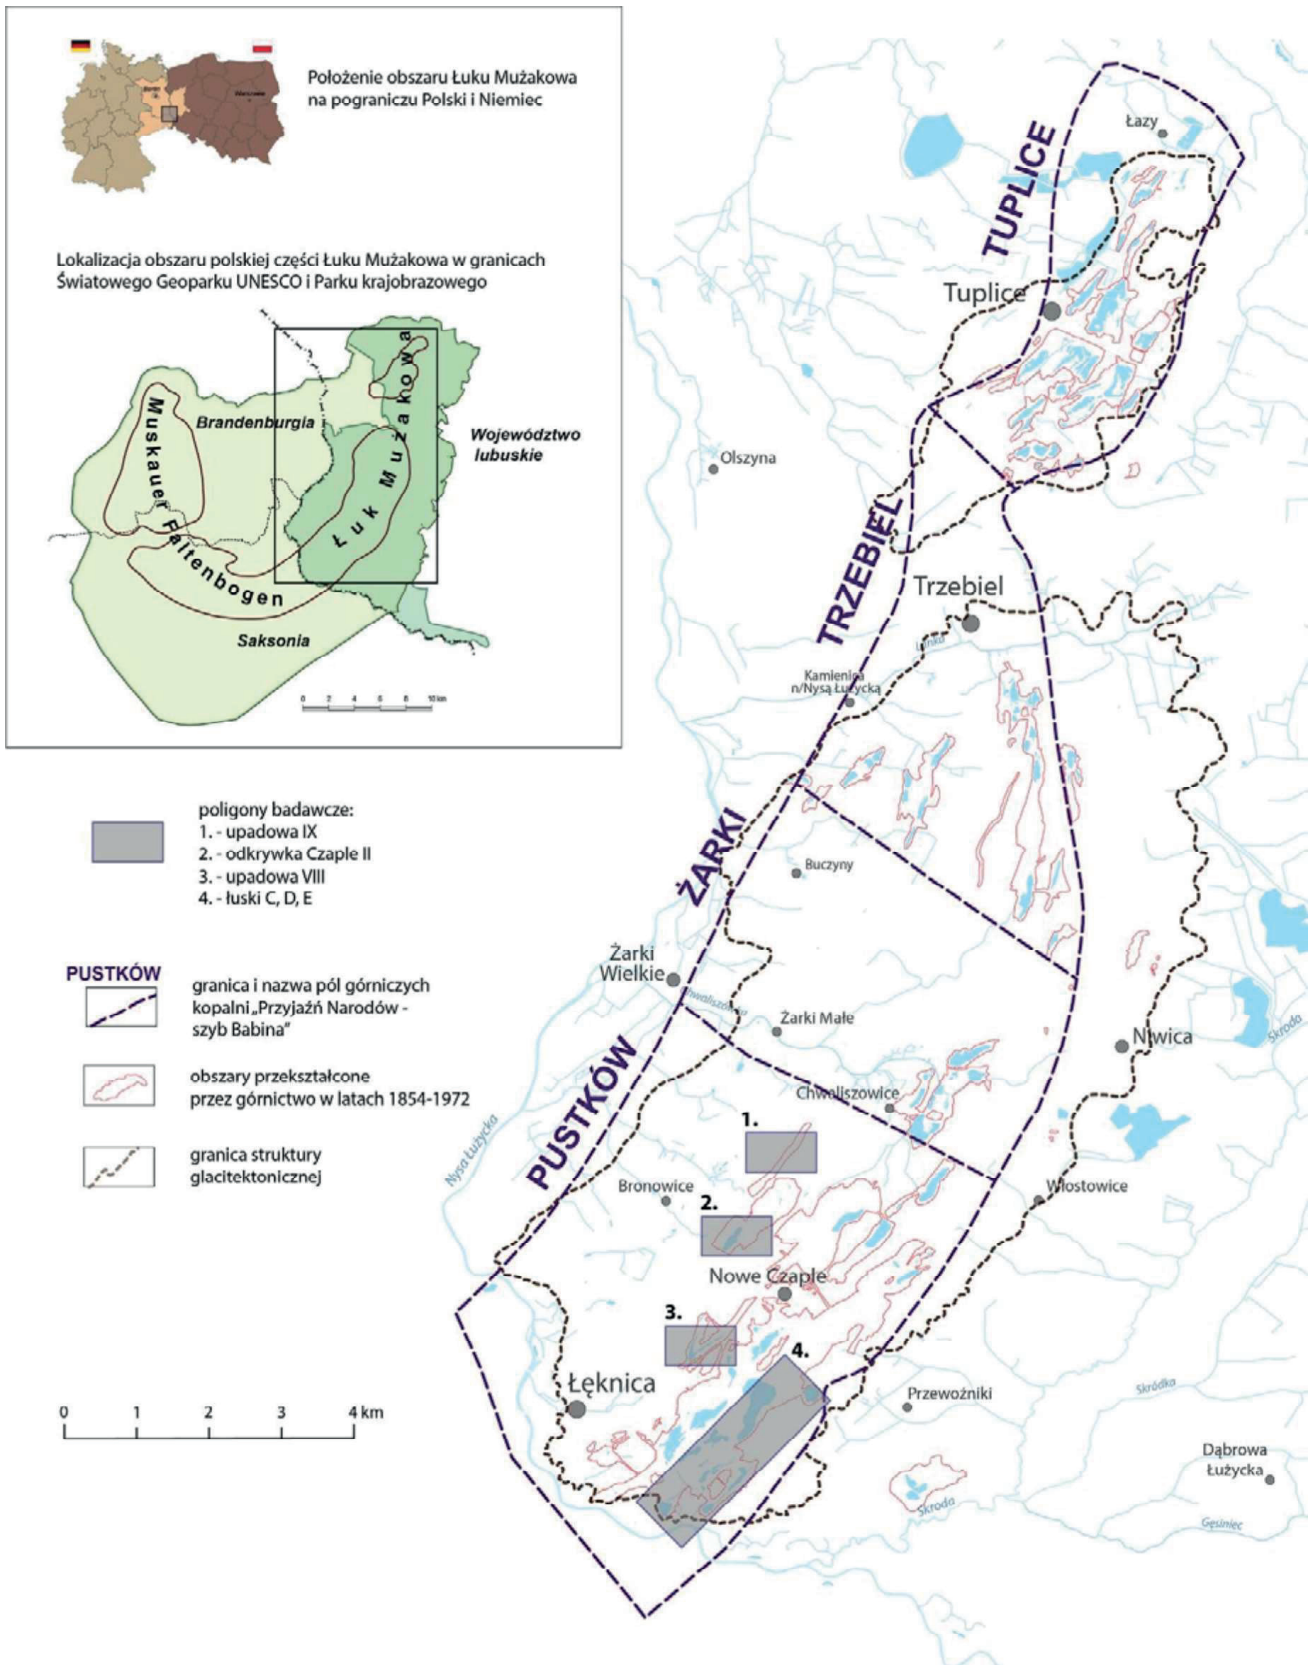 Położenie obszaru Łuku Mużakowa
na pograniczu Polski i Niemiec
Berlin
Warszawa
Lokalizacja obszaru polskiej części Łuku Mużakowa w granicach
Światowego Geoparku UNESCO i Parku krajobrazowego
Muskauer Faltenbogen
Łuk Mużakowa
Brandenburgia
Województwo
lubuskie
Saksonia
0 2 4 6 8 10 km
poligony badawcze:
1. - upadowa IX
2. - odkrywka Czaple II
3. - upadowa VIII
4. - łuski C, D, E
PUSTKÓW
granica i nazwa pól górniczych
kopalni „Przyjaźń Narodów -
szyb Babina"
obszary przekształcone
przez górnictwo w latach 1854-1972
granica struktury
glacitektonicznej
0 1 2 3 4 km
TUPLICE
Łazy
Tuplice
Olszyna
TRZEBIEL
Trzebiel
Lanka
Kamienica
n/Nysą Łużycką
ŻARKI
Buczyny
Żarki
Wielkie
Chwaliszówka
Żarki Małe
Niwica
Skroda
PUSTKÓW
Chwaliszowice
1.
Nysa Łużycka
Bronowice
Włostowice
2.
Nowe Czaple
3.
4.
Łęknica
Przewoźniki
Skródka
Dąbrowa
Łużycka
Skroda
Gęsiniec